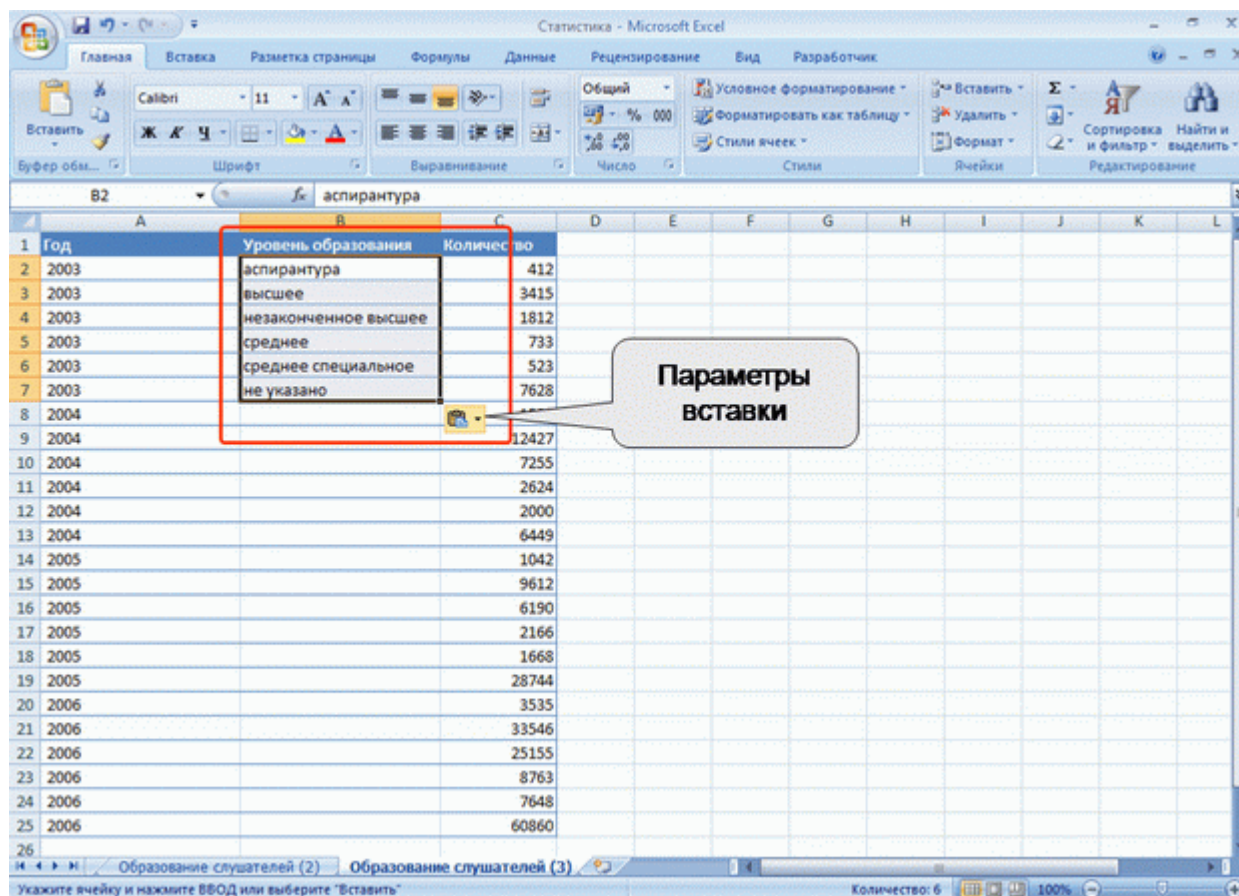 Статистика - Microsoft Excel
Главная Вставка Разметка страницы Формулы Данные Рецензирование Вид Разработчик
Вставить
Буфер обм...
Calibri 11
Ж К Ч
Шрифт
Выравнивание
Общий
% 000
Число
Условное форматирование
Форматировать как таблицу
Стили ячеек
Стили
Вставить
Удалить
Формат
Ячейки
Σ
Сортировка и фильтр
Найти и выделить
Редактирование
B2 fx аспирантура
A B C D E F G H I J K L
1 Год Уровень образования Количество
2 2003 аспирантура 412
3 2003 высшее 3415
4 2003 незаконченное высшее 1812
5 2003 среднее 733
6 2003 среднее специальное 523
7 2003 не указано 7628
8 2004
9 2004 12427
10 2004 7255
11 2004 2624
12 2004 2000
13 2004 6449
14 2005 1042
15 2005 9612
16 2005 6190
17 2005 2166
18 2005 1668
19 2005 28744
20 2006 3535
21 2006 33546
22 2006 25155
23 2006 8763
24 2006 7648
25 2006 60860
26
Параметры
вставки
Образование слушателей (2) Образование слушателей (3)
Укажите ячейку и нажмите ВВОД или выберите "Вставить" Количество: 6 100%